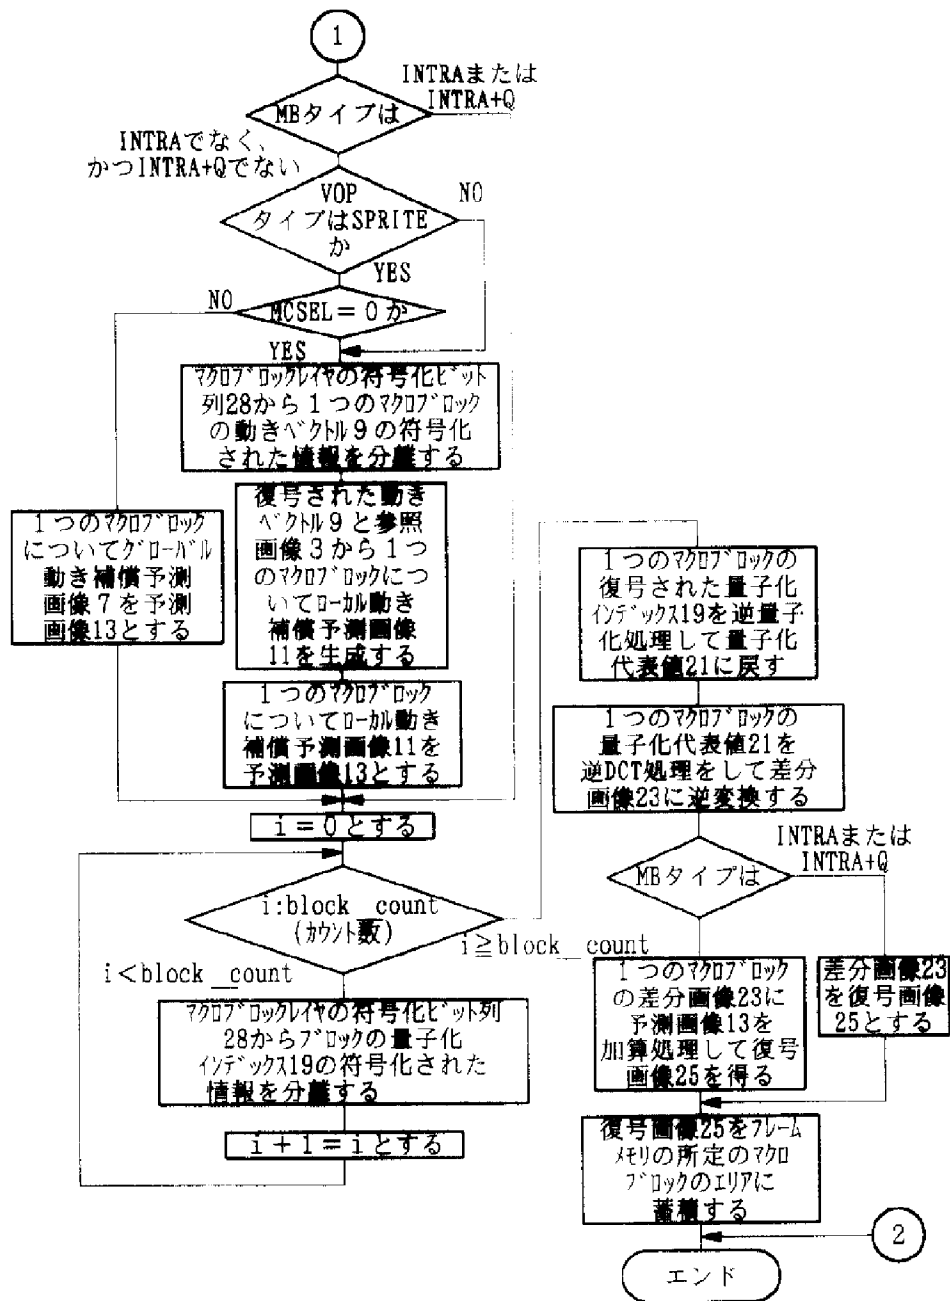 1
INTRAまたは
INTRA+Q
MBタイプは
INTRAでなく、
かつINTRA+Qでない
VOP
タイプはSPRITE
か
NO
YES
NO
MCSEL=0か
YES
マクロブロックレイヤの符号化ビット
列28から1つのマクロブロック
の動きベクトル9の符号化
された情報を分離する
復号された動き
ベクトル9と参照
画像3から1つ
のマクロブロックにつ
いてローカル動き
補償予測画像
11を生成する
1つのマクロブロック
についてグローバル
動き補償予測
画像7を予測
画像13とする
1つのマクロブロック
についてローカル動き
補償予測画像11を
予測画像13とする
i=0とする
i:block_count
(カウント数)
i≧block_count
i<block_count
マクロブロックレイヤの符号化ビット列
28からブロックの量子化
インデックス19の符号化された
情報を分離する
i+1=iとする
1つのマクロブロックの
復号された量子化
インデックス19を逆量子
化処理して量子化
代表値21に戻す
1つのマクロブロックの
量子化代表値21を
逆DCT処理をして差分
画像23に逆変換する
INTRAまたは
INTRA+Q
MBタイプは
1つのマクロブロック
の差分画像23に
予測画像13を
加算処理して復号
画像25を得る
差分画像23
を復号画像
25とする
復号画像25をフレーム
メモリの所定のマクロ
ブロックのエリアに
蓄積する
2
エンド